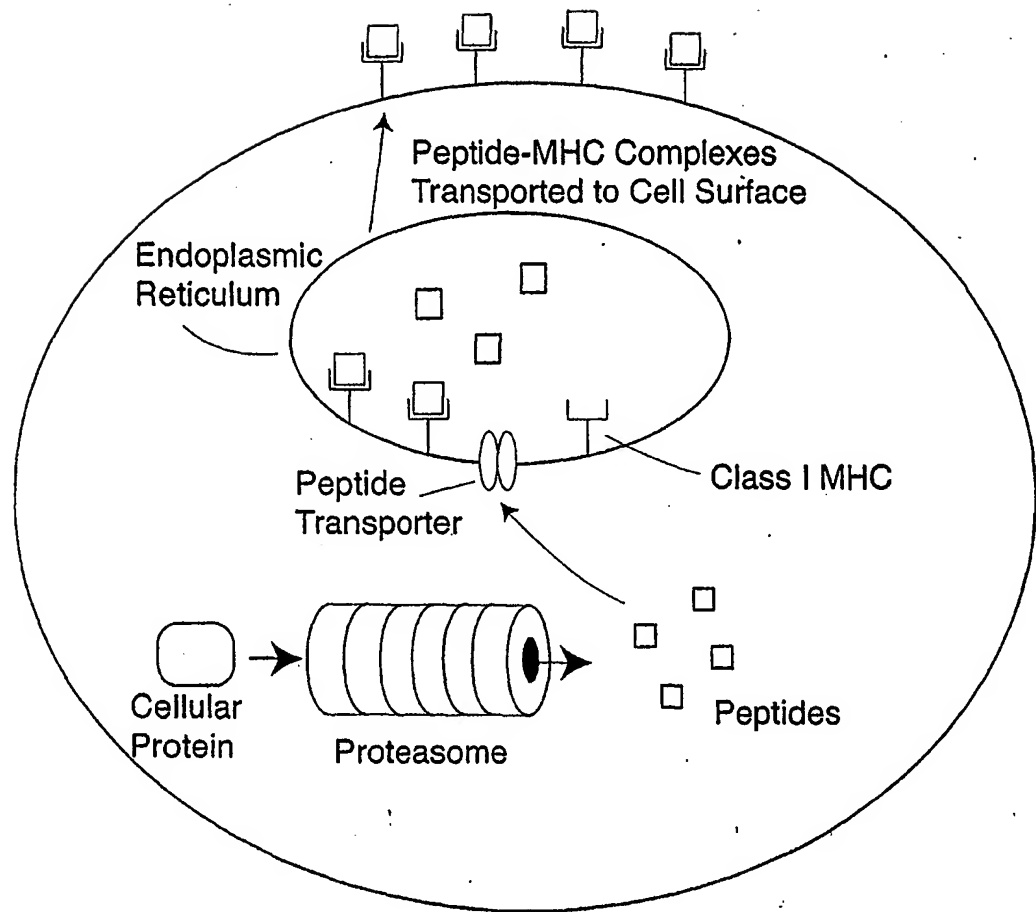 Peptide-MHC Complexes
Transported to Cell Surface
Endoplasmic
Reticulum
Class I MHC
Peptide
Transporter
Cellular
Protein
Proteasome
Peptides